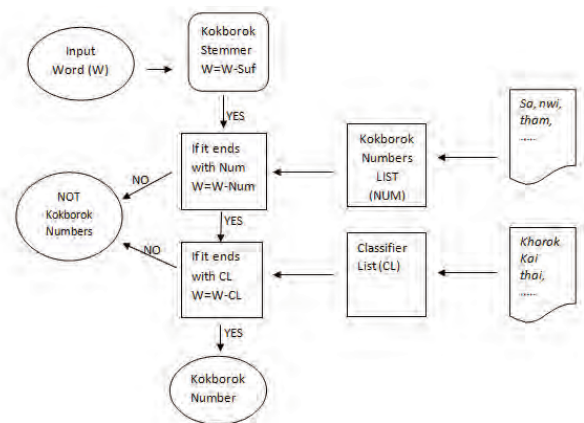 Input
Word (W)
Kokborok
Stemmer
W=W-Suf
YES
If it ends
with Num
W=W-Num
Kokborok
Numbers
LIST
(NUM)
Sa, nwi,
tham,
.....
NO
NOT
Kokborok
Numbers
YES
NO
If it ends
with CL
W=W-CL
Classifier
List (CL)
Khorok
Kai
thai,
.....
YES
Kokborok
Number